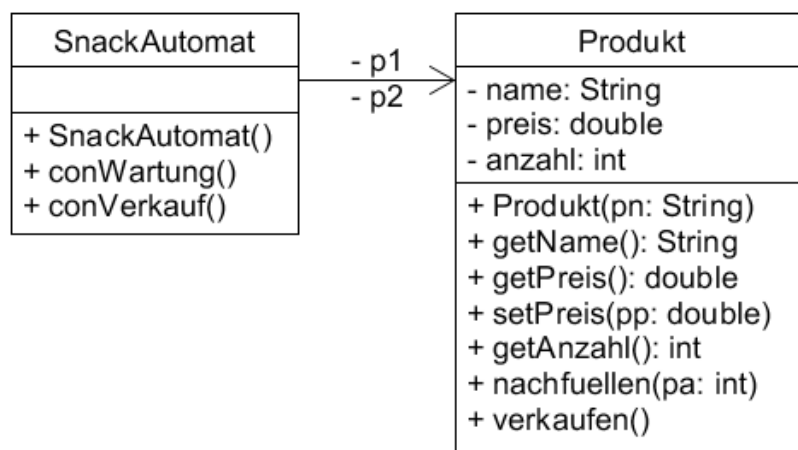 SnackAutomat
+ SnackAutomat()
+ conWartung()
+ conVerkauf()
- p1
- p2
Produkt
- name: String
- preis: double
- anzahl: int
+ Produkt(pn: String)
+ getName(): String
+ getPreis(): double
+ setPreis(pp: double)
+ getAnzahl(): int
+ nachfuellen(pa: int)
+ verkaufen()